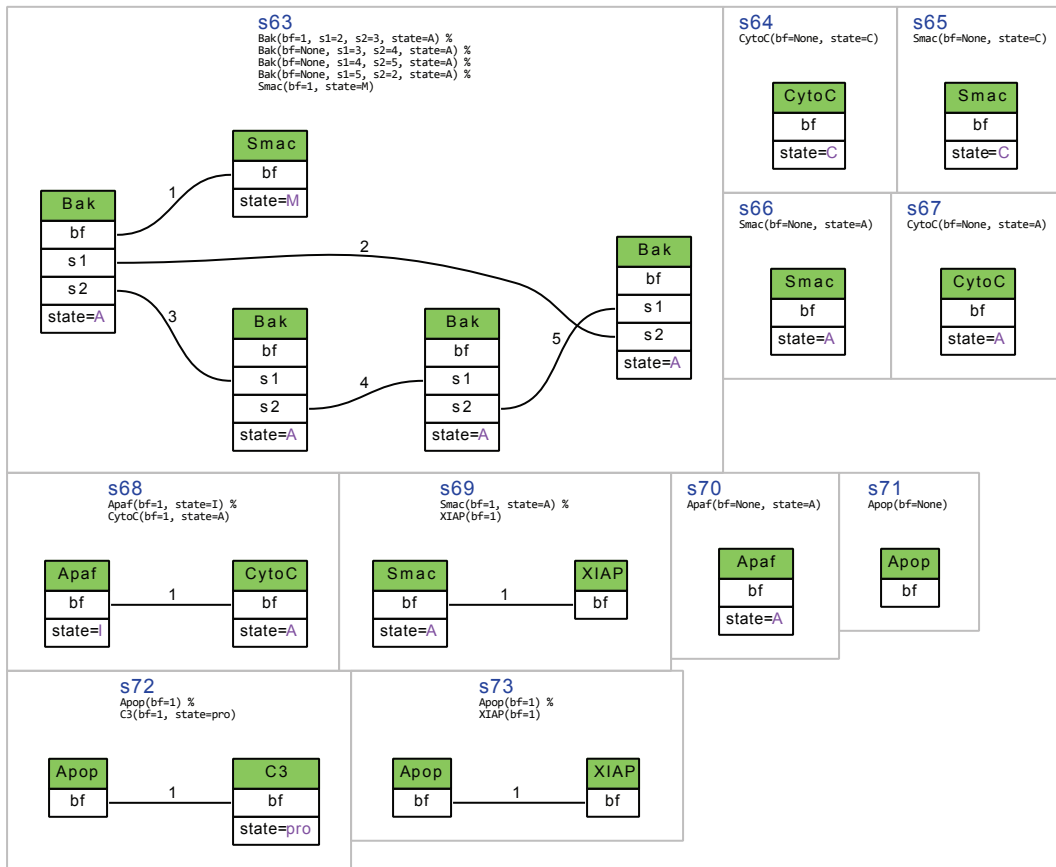 s63
Bak(bf=1, s1=2, s2=3, state=A) %
Bak(bf=None, s1=3, s2=4, state=A) %
Bak(bf=None, s1=4, s2=5, state=A) %
Bak(bf=None, s1=5, s2=2, state=A) %
Smac(bf=1, state=M)
Smac
bf
state=M
1
Bak
bf
s1
s2
state=A
2
3
Bak
bf
s1
s2
state=A
4
Bak
bf
s1
s2
state=A
5
Bak
bf
s1
s2
state=A
s64
CytoC(bf=None, state=C)
CytoC
bf
state=C
s65
Smac(bf=None, state=C)
Smac
bf
state=C
s66
Smac(bf=None, state=A)
Smac
bf
state=A
s67
CytoC(bf=None, state=A)
CytoC
bf
state=A
s68
Apaf(bf=1, state=I) %
CytoC(bf=1, state=A)
Apaf
bf
state=I
1
CytoC
bf
state=A
s69
Smac(bf=1, state=A) %
XIAP(bf=1)
Smac
bf
state=A
1
XIAP
bf
s70
Apaf(bf=None, state=A)
Apaf
bf
state=A
s71
Apop(bf=None)
Apop
bf
s72
Apop(bf=1) %
C3(bf=1, state=pro)
Apop
bf
1
C3
bf
state=pro
s73
Apop(bf=1) %
XIAP(bf=1)
Apop
bf
1
XIAP
bf